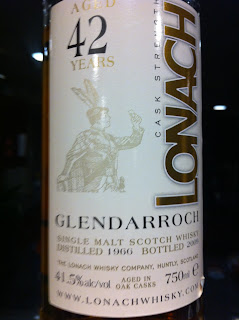 AGED
42
YEARS
CASK STRENGTH
LONACH
GLENDARROCH
SINGLE MALT SCOTCH WHISKY
DISTILLED 1966 BOTTLED 2008
THE LONACH WHISKY COMPANY, HUNTLY, SCOTLAND
41.5%alc/vol AGED IN OAK CASKS 750ml e
WWW.LONACHWHISKY.CO